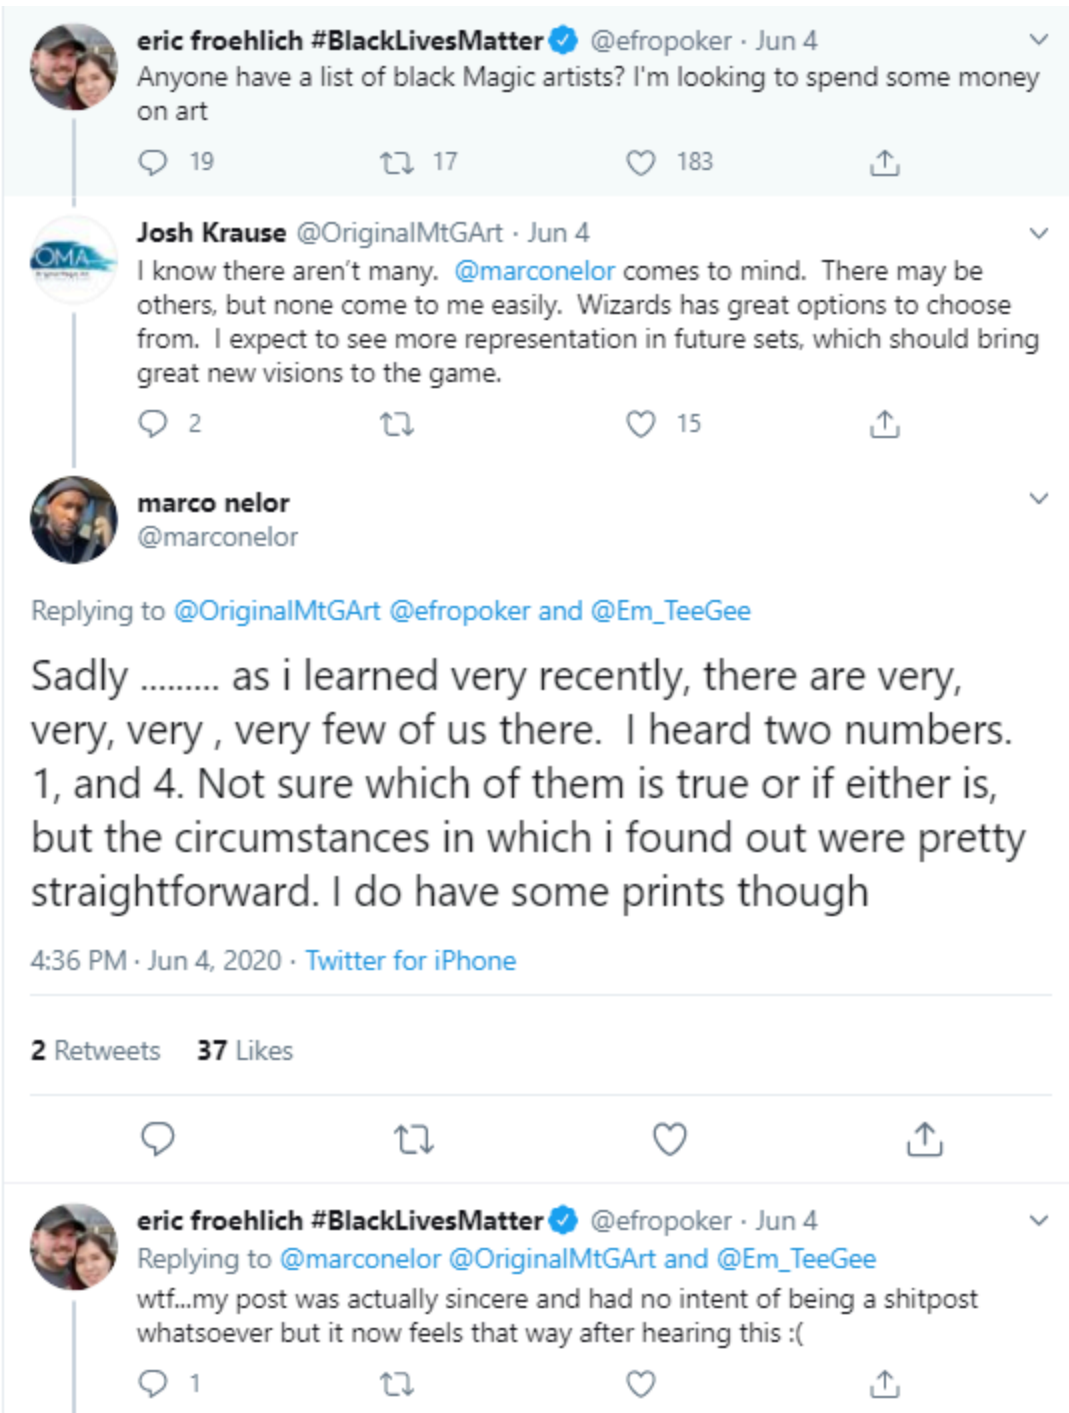 eric froehlich #BlackLivesMatter @efropoker · Jun 4
Anyone have a list of black Magic artists? I'm looking to spend some money
on art
19 17 183
OMA
Josh Krause @OriginalMtGArt · Jun 4
I know there aren't many. @marconelor comes to mind. There may be
others, but none come to me easily. Wizards has great options to choose
from. I expect to see more representation in future sets, which should bring
great new visions to the game.
2 15
marco nelor
@marconelor
Replying to @OriginalMtGArt @efropoker and @Em_TeeGee
Sadly ......... as i learned very recently, there are very,
very, very , very few of us there. I heard two numbers.
1, and 4. Not sure which of them is true or if either is,
but the circumstances in which i found out were pretty
straightforward. I do have some prints though
4:36 PM · Jun 4, 2020 · Twitter for iPhone
2 Retweets 37 Likes
eric froehlich #BlackLivesMatter @efropoker · Jun 4
Replying to @marconelor @OriginalMtGArt and @Em_TeeGee
wtf...my post was actually sincere and had no intent of being a shitpost
whatsoever but it now feels that way after hearing this :(
1